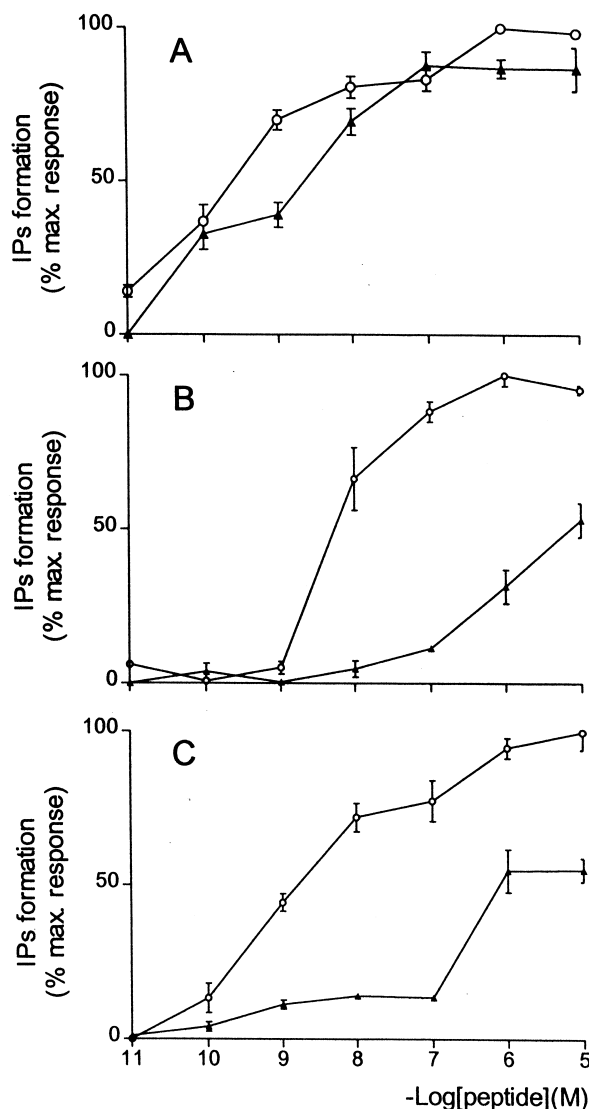 A
100
50
0
IPs formation
(% max. response)
B
100
50
0
IPs formation
(% max. response)
C
100
50
0
IPs formation
(% max. response)
11 10 9 8 7 6 5
-Log[peptide](M)